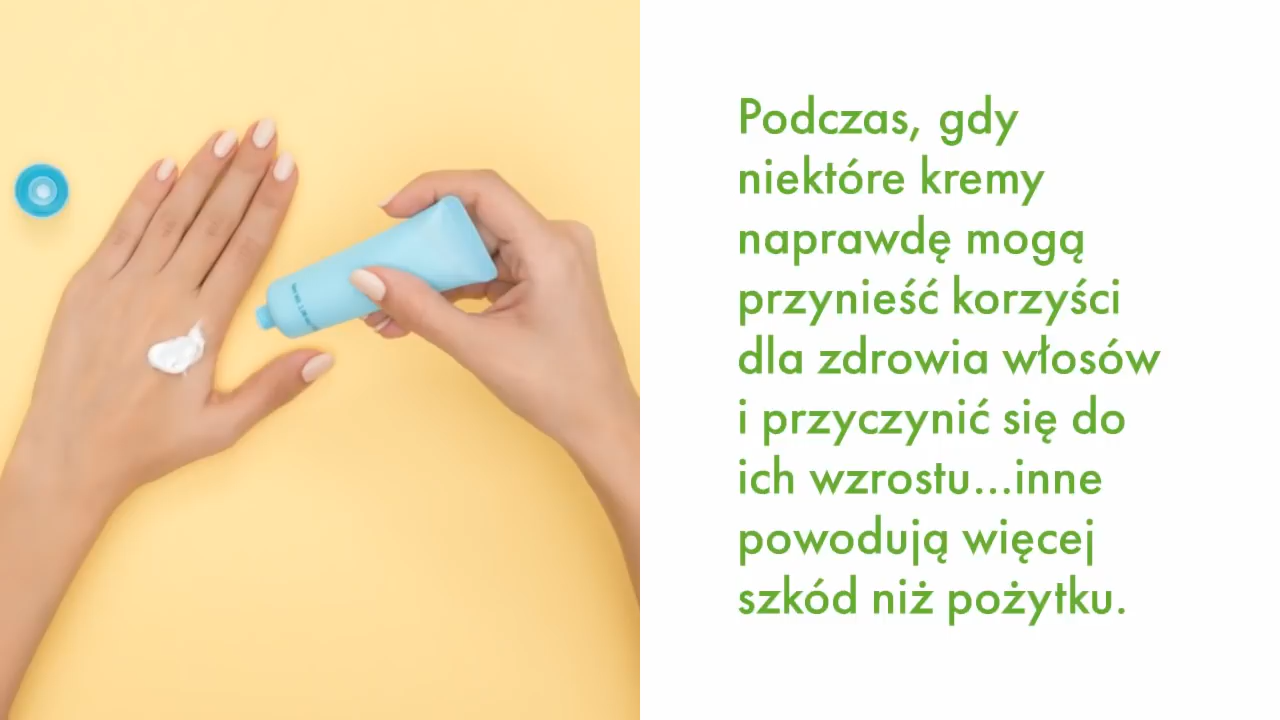 Podczas, gdy
niektóre kremy
naprawdę mogą
przynieść korzyści
dla zdrowia włosów
i przyczynić się do
ich wzrostu...inne
powodują więcej
szkód niż pożytku.